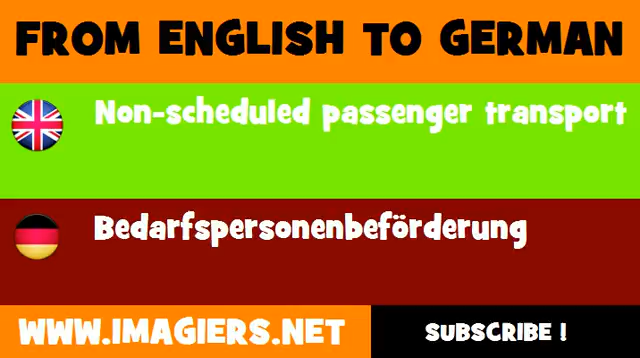 FROM ENGLISH TO GERMAN
Non-scheduled passenger transport
Bedarfspersonenbeförderung
WWW.IMAGIERS.NET
SUBSCRIBE !